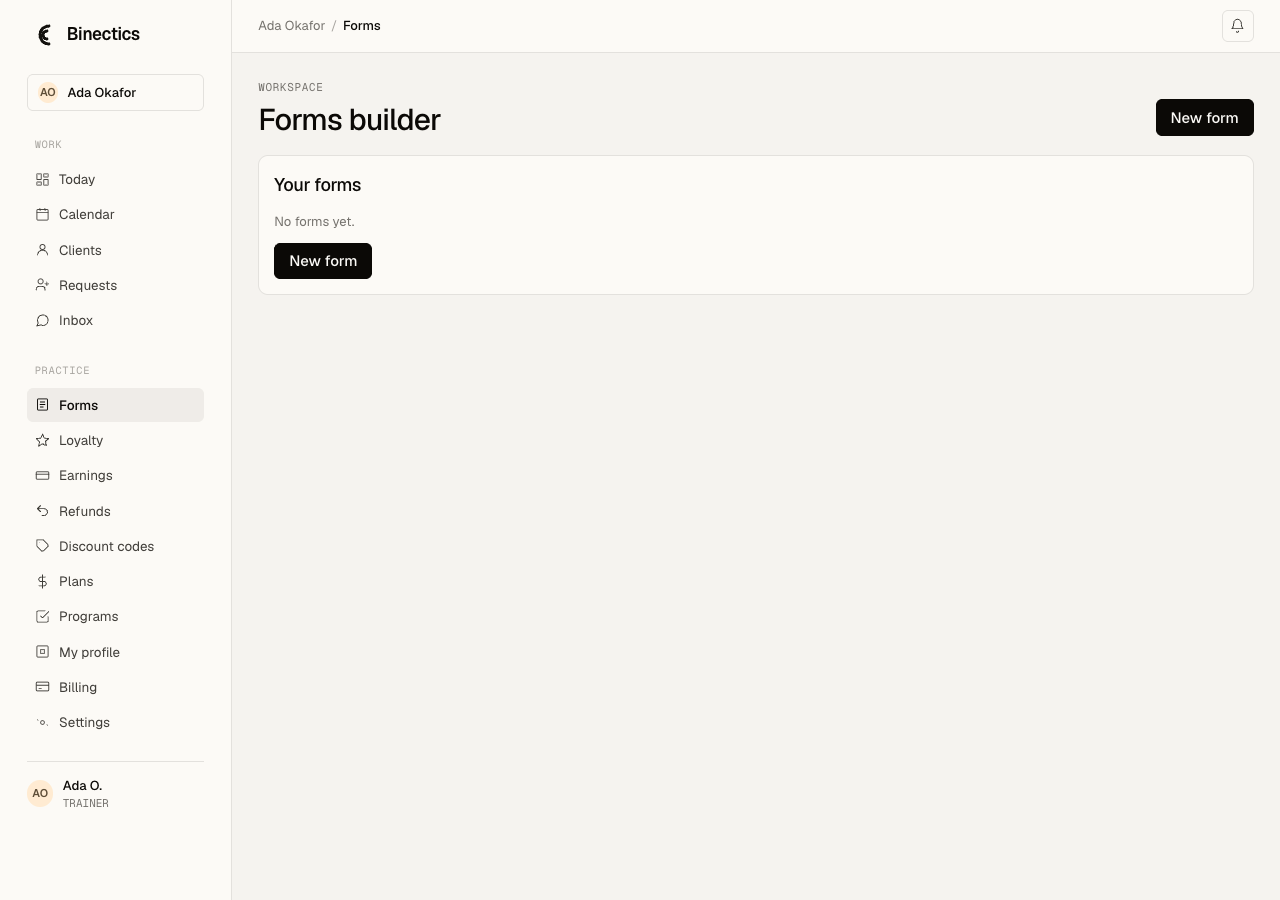 Binectics
AO Ada Okafor
WORK
Today
Calendar
Clients
Requests
Inbox
PRACTICE
Forms
Loyalty
Earnings
Refunds
Discount codes
Plans
Programs
My profile
Billing
Settings
AO Ada O.
TRAINER
Ada Okafor / Forms
WORKSPACE
Forms builder
New form
Your forms
No forms yet.
New form